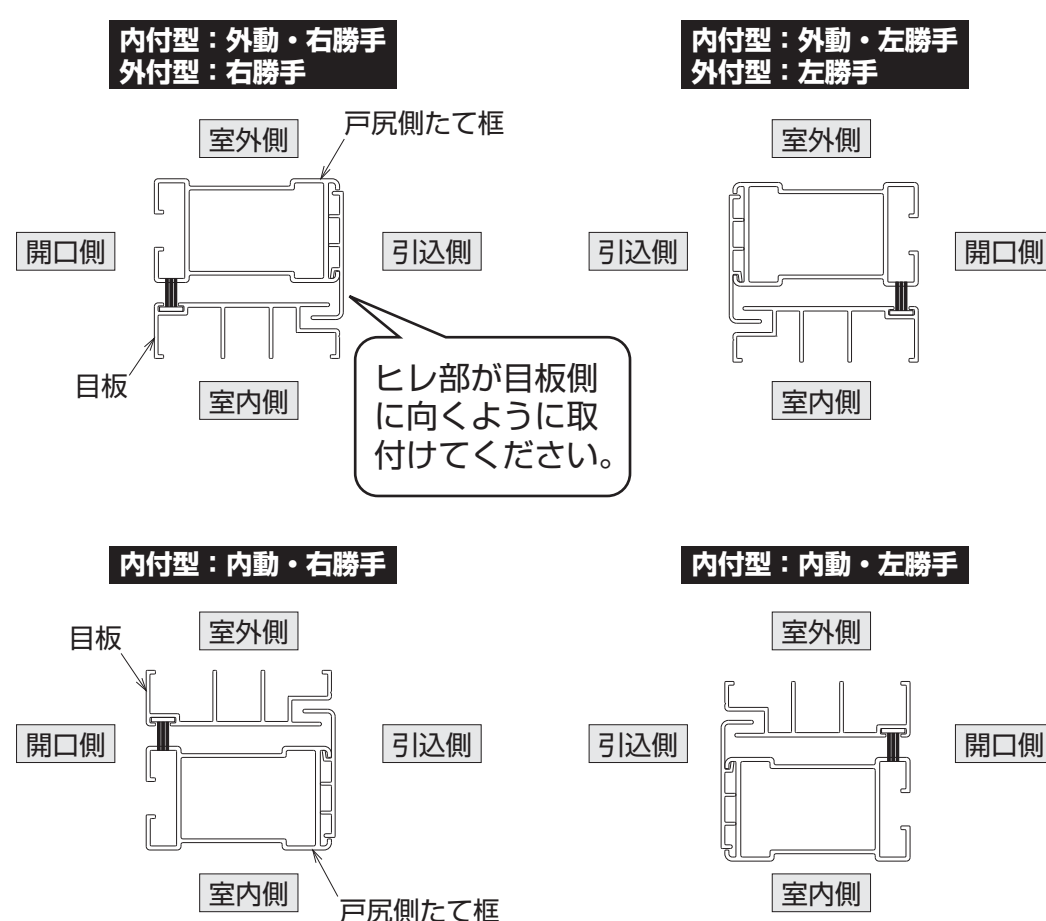 内付型：外動・右勝手
外付型：右勝手
室外側
戸尻側たて框
開口側
引込側
目板
室内側
ヒレ部が目板側
に向くように取
付けてください。
内付型：外動・左勝手
外付型：左勝手
室外側
引込側
開口側
室内側
内付型：内動・右勝手
目板
室外側
開口側
引込側
室内側
戸尻側たて框
内付型：内動・左勝手
室外側
引込側
開口側
室内側